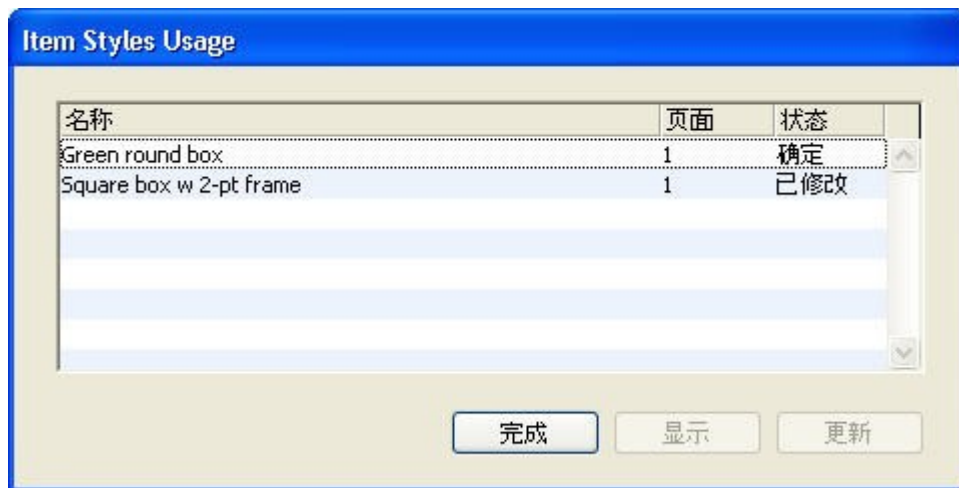 Item Styles Usage
名称 页面 状态
Green round box 1 确定
Square box w 2-pt frame 1 已修改
完成 显示 更新